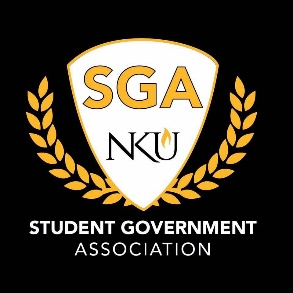 SGA
NKU
STUDENT GOVERNMENT
ASSOCIATION